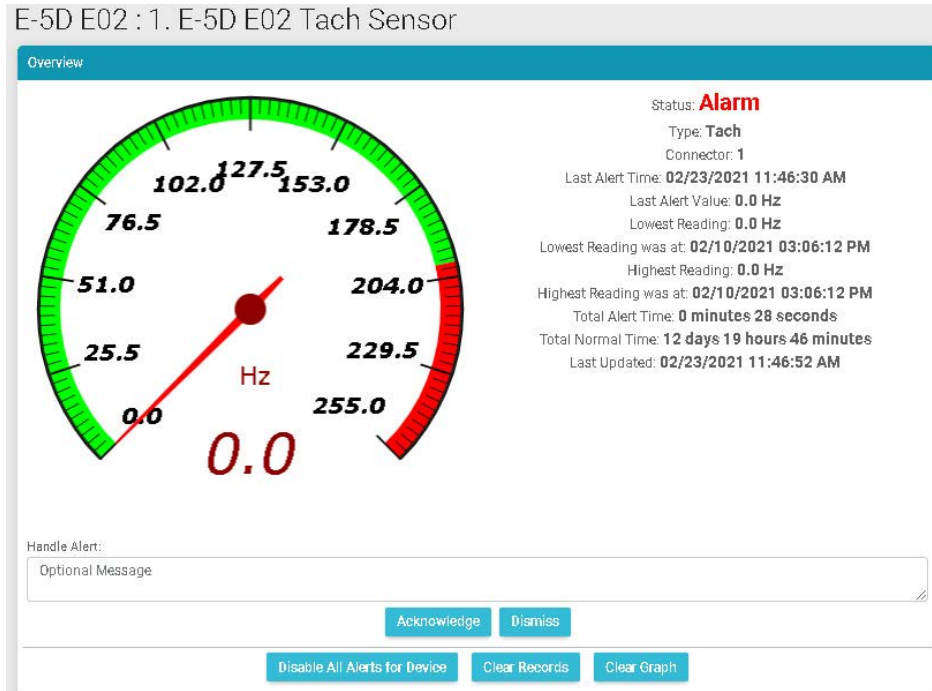 E-5D E02 : 1. E-5D E02 Tach Sensor
Overview
127.5
102.0
153.0
76.5
178.5
51.0
204.0
25.5
229.5
Hz
0.0
255.0
0.0
Status: Alarm
Type: Tach
Connector: 1
Last Alert Time: 02/23/2021 11:46:30 AM
Last Alert Value: 0.0 Hz
Lowest Reading: 0.0 Hz
Lowest Reading was at: 02/10/2021 03:06:12 PM
Highest Reading: 0.0 Hz
Highest Reading was at: 02/10/2021 03:06:12 PM
Total Alert Time: 0 minutes 28 seconds
Total Normal Time: 12 days 19 hours 46 minutes
Last Updated: 02/23/2021 11:46:52 AM
Handle Alert:
Optional Message
Acknowledge
Dismiss
Disable All Alerts for Device
Clear Records
Clear Graph